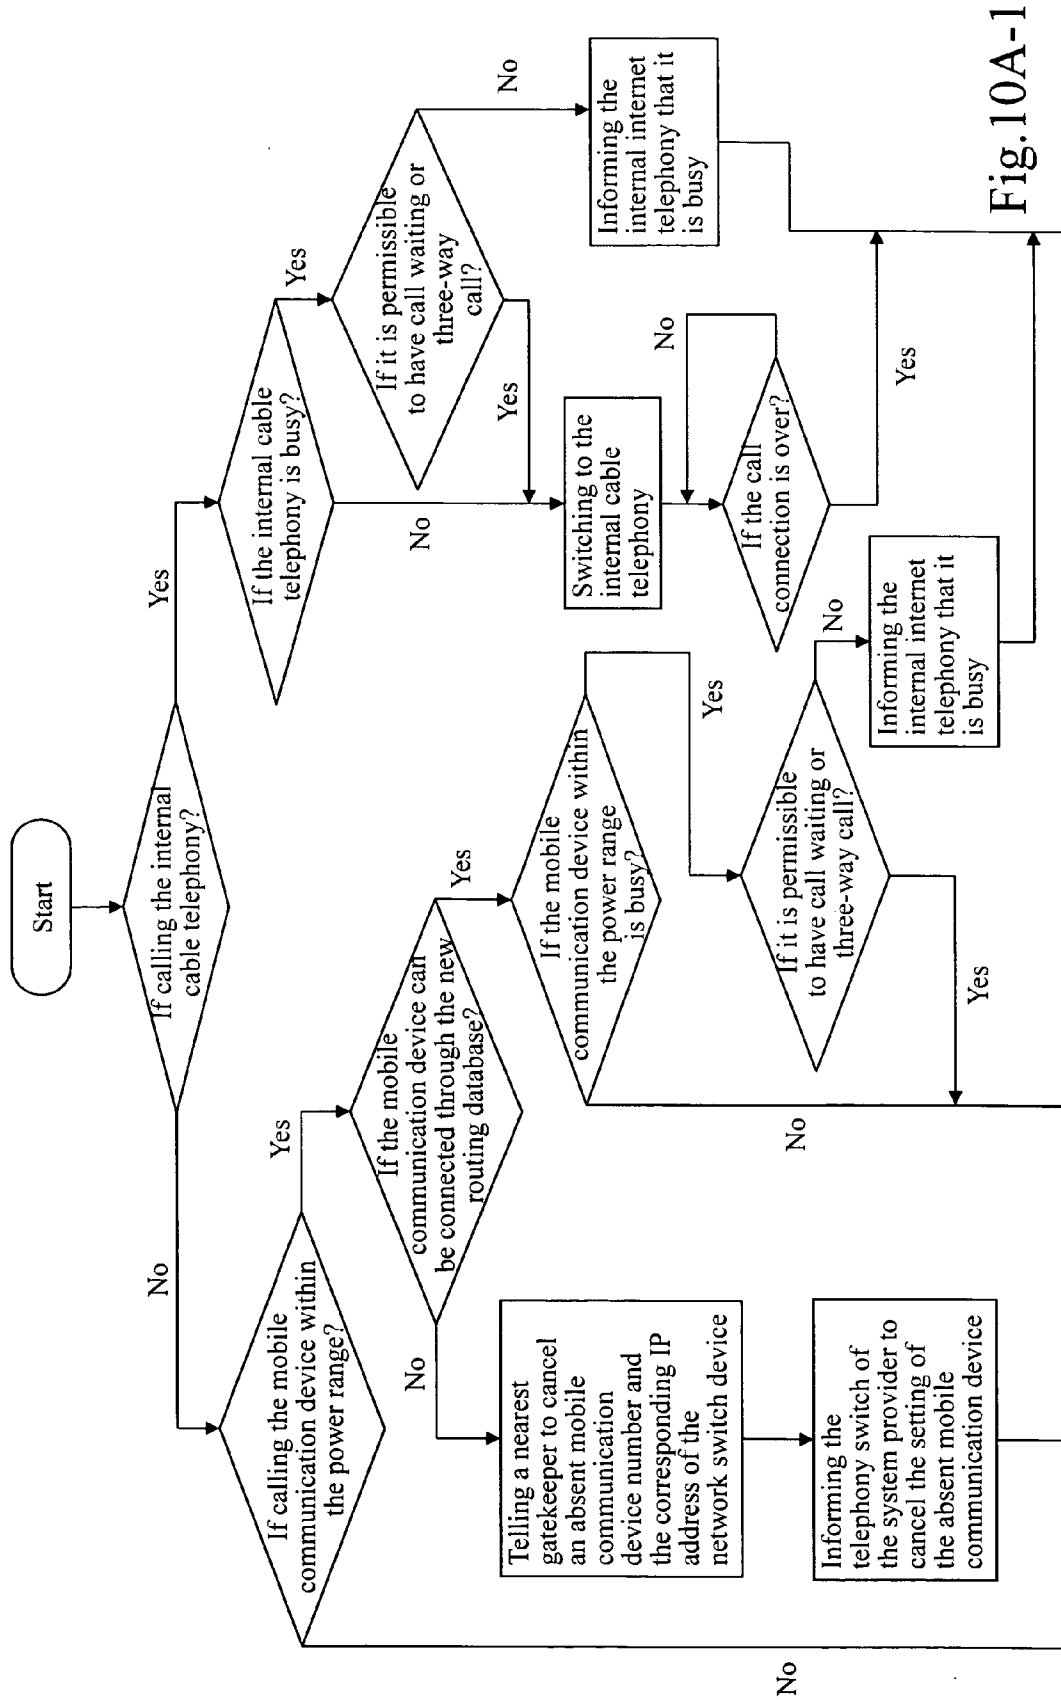 Start
If calling the internal
cable telephony?
Yes
No
If the internal cable
telephony is busy?
Yes
No
If it is permissible
to have call waiting or
three-way
call?
No
Yes
Informing the
internal internet
telephony that it
is busy
Switching to the
internal cable
telephony
If the call
connection is over?
No
Yes
If calling the mobile
communication device within
the power range?
Yes
No
If the mobile
communication device can
be connected through the new
routing database?
Yes
No
If the mobile
communication device within
the power range
is busy?
Yes
No
If it is permissible
to have call waiting or
three-way call?
No
Yes
Informing the
internal internet
telephony that it
is busy
Telling a nearest
gatekeeper to cancel
an absent mobile
communication
device number and
the corresponding IP
address of the
network switch device
Informing the
telephony switch of
the system provider to
cancel the setting of
the absent mobile
communication device
Fig.10A-1